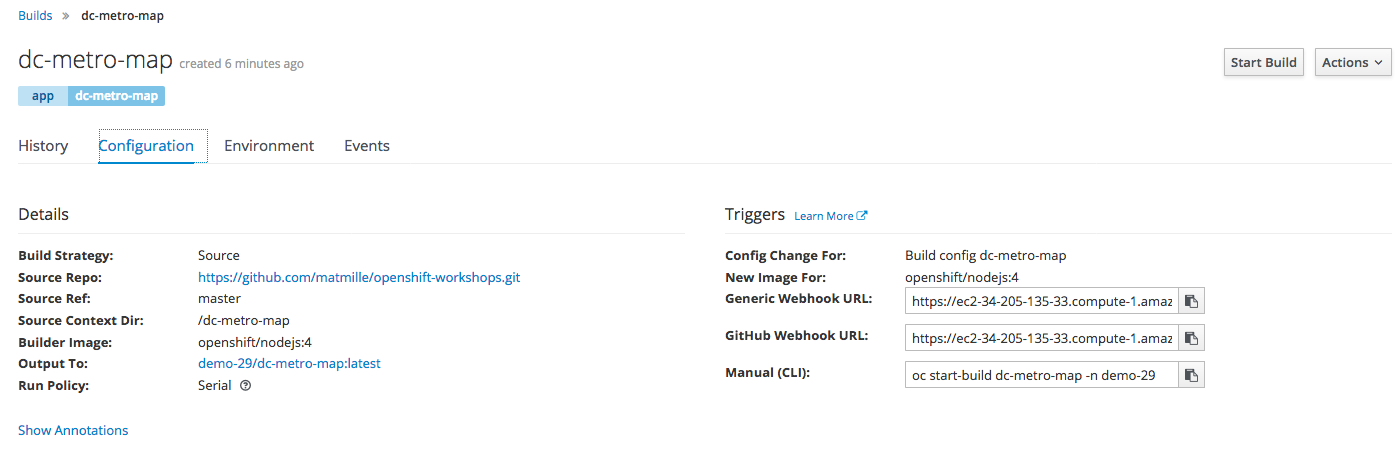 Builds » dc-metro-map
dc-metro-map created 6 minutes ago
Start Build
Actions
app dc-metro-map
History Configuration Environment Events
Details
Build Strategy: Source
Source Repo: https://github.com/matmille/openshift-workshops.git
Source Ref: master
Source Context Dir: /dc-metro-map
Builder Image: openshift/nodejs:4
Output To: demo-29/dc-metro-map:latest
Run Policy: Serial
Show Annotations
Triggers Learn More
Config Change For: Build config dc-metro-map
New Image For: openshift/nodejs:4
Generic Webhook URL: https://ec2-34-205-135-33.compute-1.amaz
GitHub Webhook URL: https://ec2-34-205-135-33.compute-1.amaz
Manual (CLI): oc start-build dc-metro-map -n demo-29